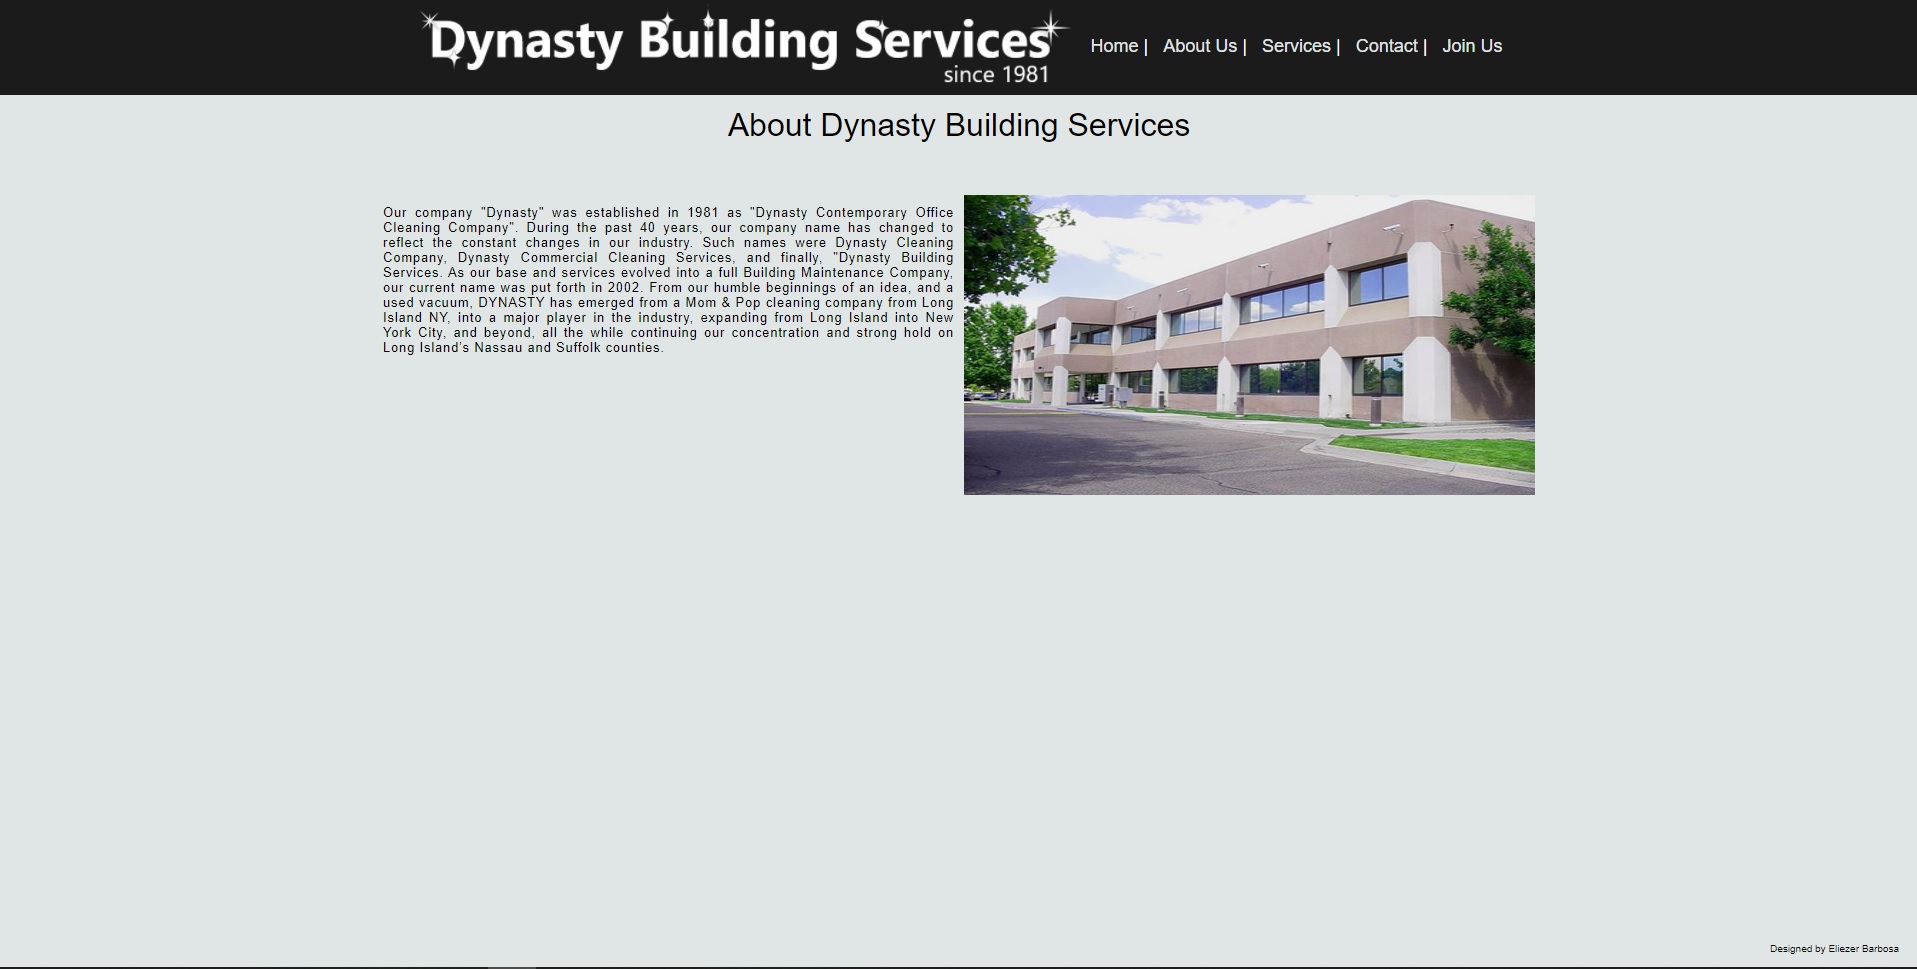 Dynasty Building Services
since 1981
Home | About Us | Services | Contact | Join Us
About Dynasty Building Services
Our company "Dynasty" was established in 1981 as "Dynasty Contemporary Office
Cleaning Company". During the past 40 years, our company name has changed to
reflect the constant changes in our industry. Such names were Dynasty Cleaning
Company, Dynasty Commercial Cleaning Services, and finally, "Dynasty Building
Services. As our base and services evolved into a full Building Maintenance Company,
our current name was put forth in 2002. From our humble beginnings of an idea, and a
used vacuum, DYNASTY has emerged from a Mom & Pop cleaning company from Long
Island NY, into a major player in the industry, expanding from Long Island into New
York City, and beyond, all the while continuing our concentration and strong hold on
Long Island's Nassau and Suffolk counties.
Designed by Eliezer Barbosa